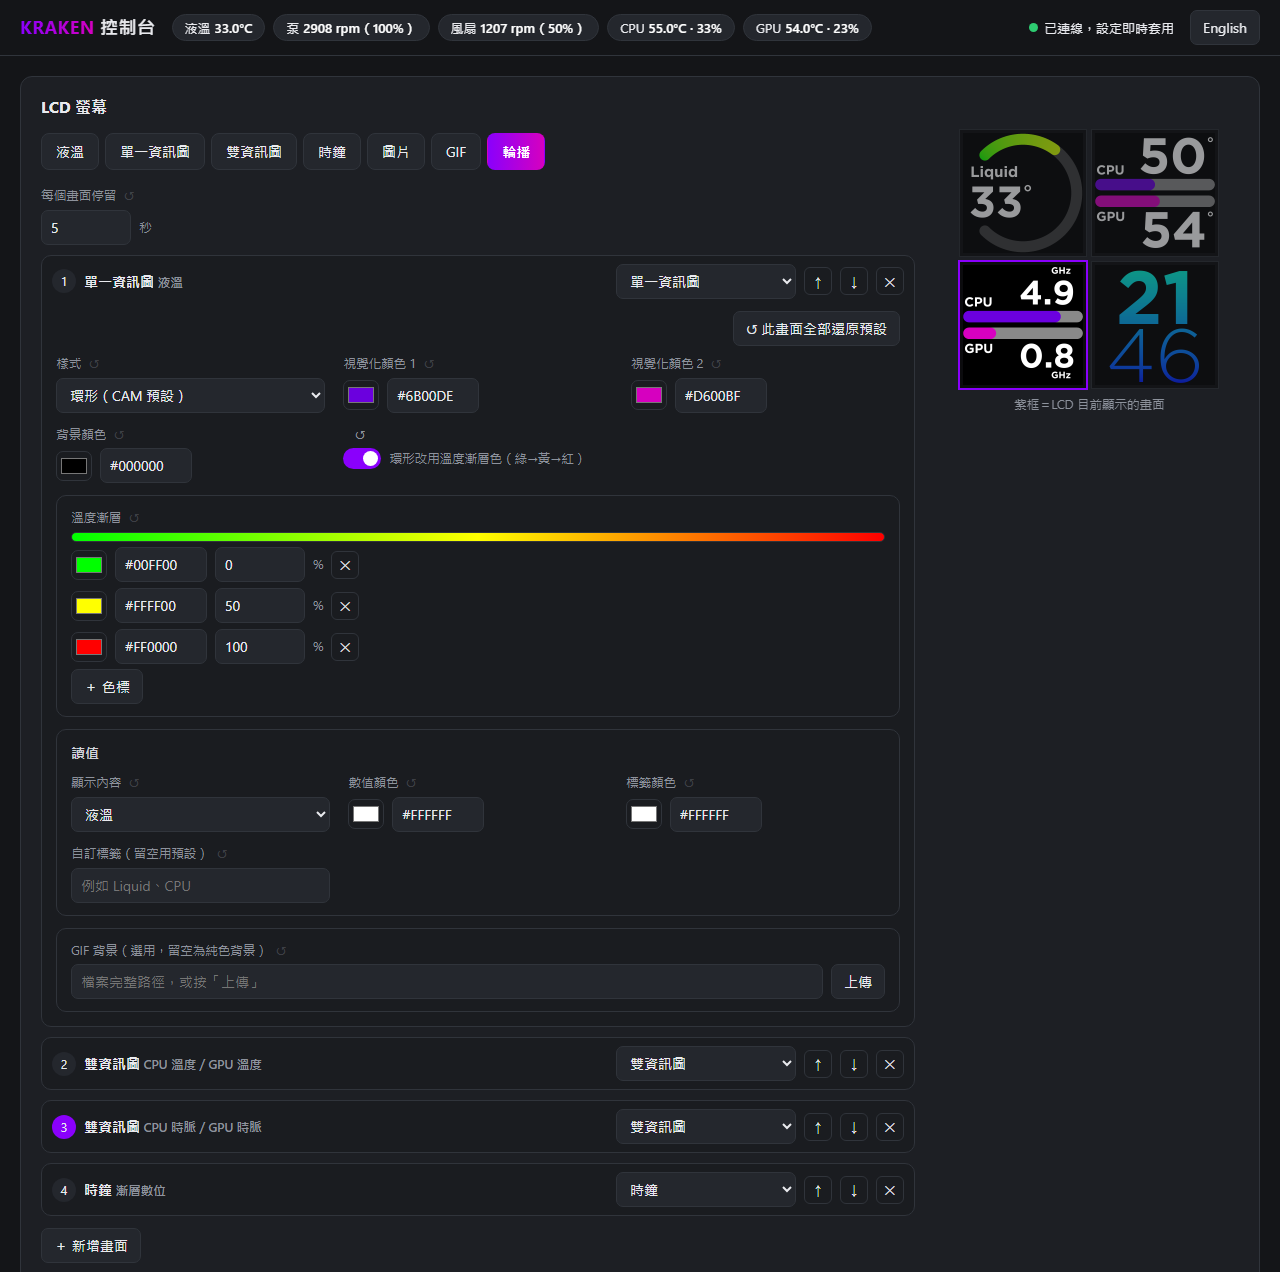 KRAKEN 控制台 液溫 33.0°C 泵 2908 rpm（100%） 風扇 1207 rpm（50%） CPU 55.0°C · 33% GPU 54.0°C · 23% 已連線，設定即時套用 English
LCD 螢幕
液溫 單一資訊圖 雙資訊圖 時鐘 圖片 GIF 輪播
每個畫面停留 ↺
5 秒
1 單一資訊圖 液溫 單一資訊圖 ↑ ↓ ✕
↺ 此畫面全部還原預設
樣式 ↺ 視覺化顏色 1 ↺ 視覺化顏色 2 ↺
環形（CAM 預設） #6B00DE #D600BF
背景顏色 ↺ ↺
#000000 環形改用溫度漸層色（綠→黃→紅）
溫度漸層 ↺
#00FF00 0 % ✕
#FFFF00 50 % ✕
#FF0000 100 % ✕
＋ 色標
讀值
顯示內容 ↺ 數值顏色 ↺ 標籤顏色 ↺
液溫 #FFFFFF #FFFFFF
自訂標籤（留空用預設） ↺
例如 Liquid、CPU
GIF 背景（選用，留空為純色背景） ↺
檔案完整路徑，或按「上傳」 上傳
2 雙資訊圖 CPU 溫度 / GPU 溫度 雙資訊圖 ↑ ↓ ✕
3 雙資訊圖 CPU 時脈 / GPU 時脈 雙資訊圖 ↑ ↓ ✕
4 時鐘 漸層數位 時鐘 ↑ ↓ ✕
＋ 新增畫面
Liquid
33°
CPU 50°
GPU 54°
GHz
CPU 4.9
GPU 0.8
GHz
21
46
紫框＝LCD 目前顯示的畫面